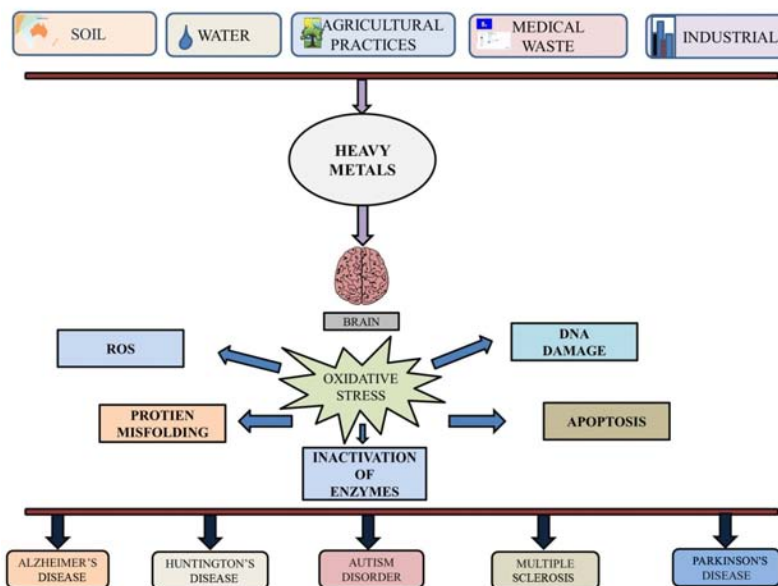 SOIL
WATER
AGRICULTURAL
PRACTICES
MEDICAL
WASTE
INDUSTRIAL
HEAVY
METALS
BRAIN
ROS
DNA
DAMAGE
OXIDATIVE
STRESS
PROTIEN
MISFOLDING
APOPTOSIS
INACTIVATION
OF
ENZYMES
ALZHEIMER'S
DISEASE
HUNTINGTON'S
DISEASE
AUTISM
DISORDER
MULTIPLE
SCLEROSIS
PARKINSON'S
DISEASE